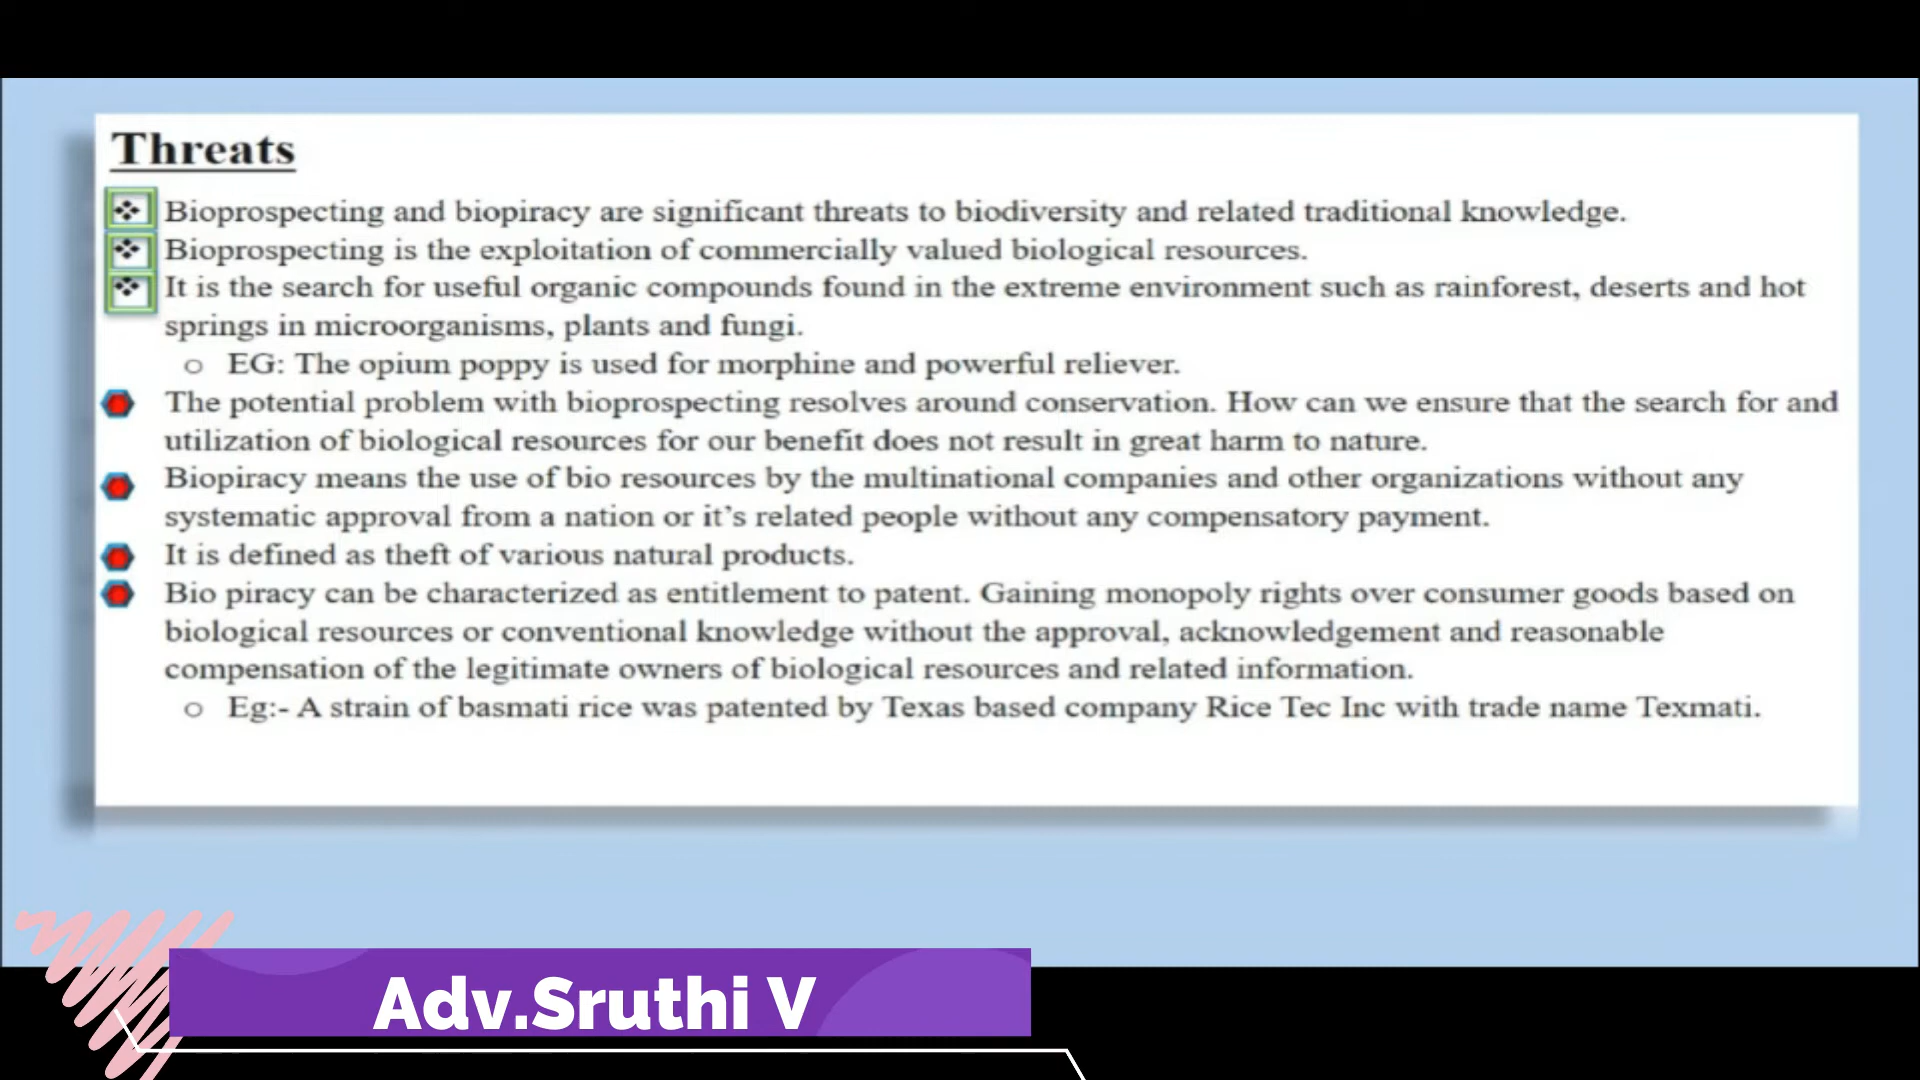 Threats
❖ Bioprospecting and biopiracy are significant threats to biodiversity and related traditional knowledge.
❖ Bioprospecting is the exploitation of commercially valued biological resources.
❖ It is the search for useful organic compounds found in the extreme environment such as rainforest, deserts and hot
springs in microorganisms, plants and fungi.
o EG: The opium poppy is used for morphine and powerful reliever.
The potential problem with bioprospecting resolves around conservation. How can we ensure that the search for and
utilization of biological resources for our benefit does not result in great harm to nature.
Biopiracy means the use of bio resources by the multinational companies and other organizations without any
systematic approval from a nation or it’s related people without any compensatory payment.
It is defined as theft of various natural products.
Bio piracy can be characterized as entitlement to patent. Gaining monopoly rights over consumer goods based on
biological resources or conventional knowledge without the approval, acknowledgement and reasonable
compensation of the legitimate owners of biological resources and related information.
o Eg:- A strain of basmati rice was patented by Texas based company Rice Tec Inc with trade name Texmati.
Adv.Sruthi V